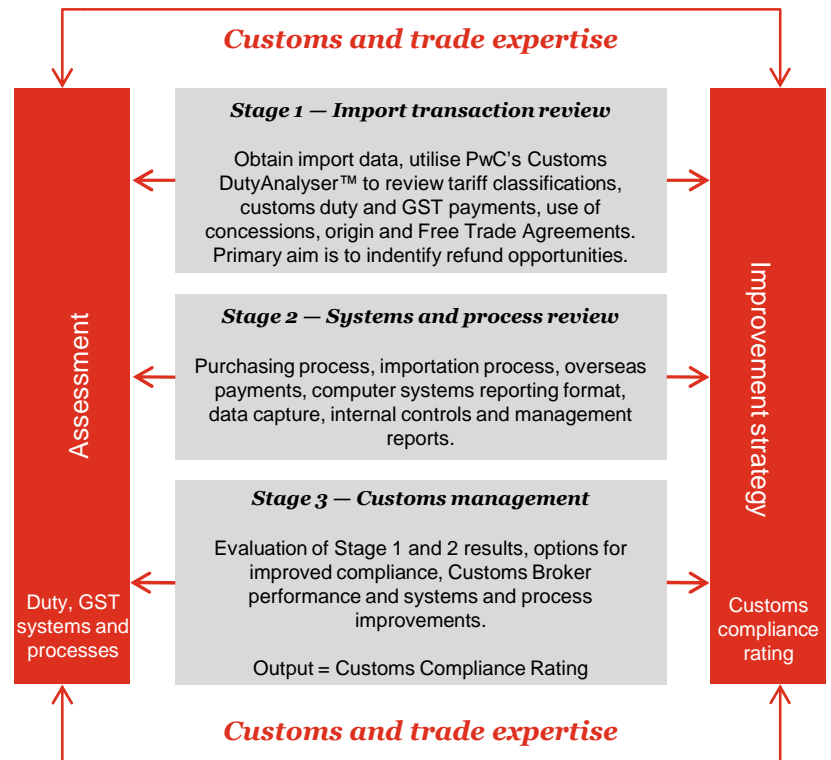 Customs and trade expertise
Assessment
Duty, GST
systems and
processes
Stage 1 — Import transaction review
Obtain import data, utilise PwC's Customs
DutyAnalyser™ to review tariff classifications,
customs duty and GST payments, use of
concessions, origin and Free Trade Agreements.
Primary aim is to indentify refund opportunities.
Stage 2 — Systems and process review
Purchasing process, importation process, overseas
payments, computer systems reporting format,
data capture, internal controls and management
reports.
Stage 3 — Customs management
Evaluation of Stage 1 and 2 results, options for
improved compliance, Customs Broker
performance and systems and process
improvements.
Output = Customs Compliance Rating
Improvement strategy
Customs
compliance
rating
Customs and trade expertise